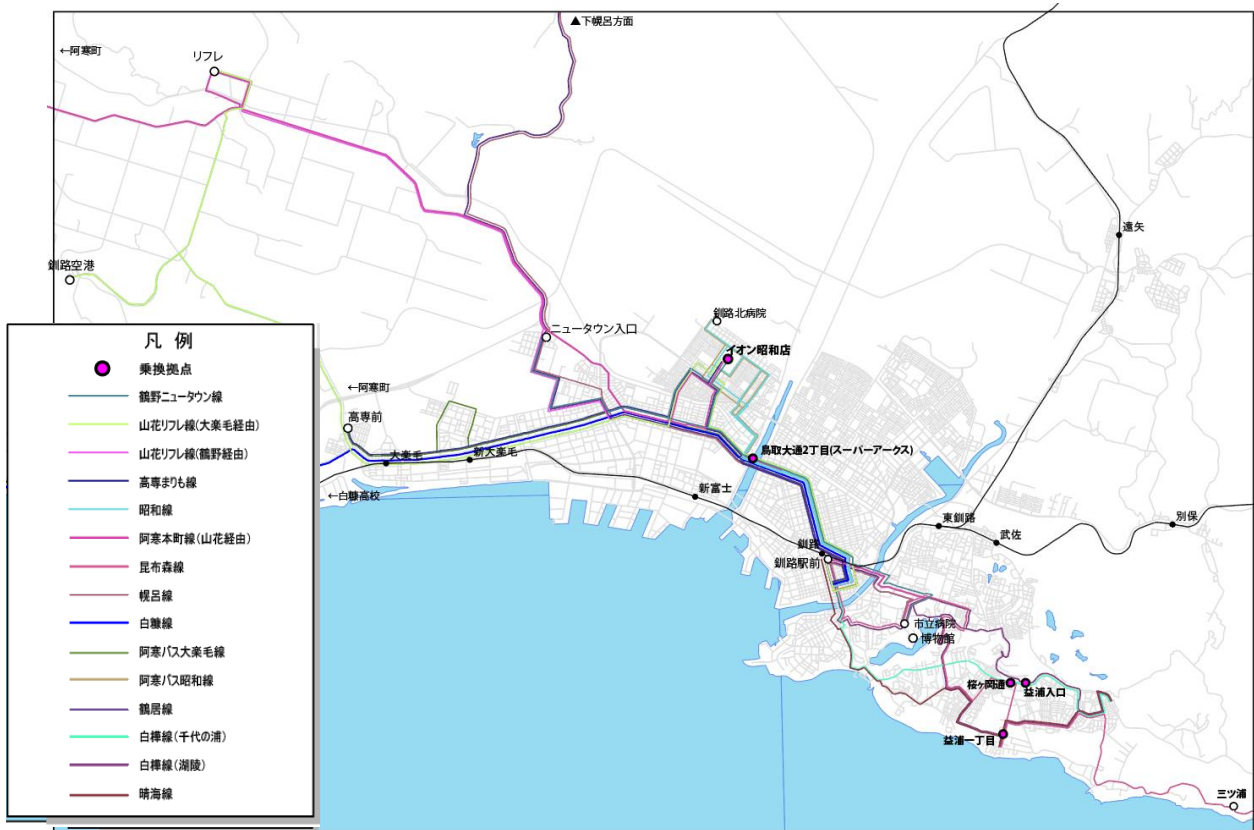 ▲下幌呂方面
←阿寒町
リフレ
遠矢
釧路空港
釧路北病院
ニュータウン入口
イオン昭和店
凡 例
乗換拠点
鶴野ニュータウン線
山花リフレ線(大楽毛経由)
山花リフレ線(鶴野経由)
高専まりも線
昭和線
阿寒本町線(山花経由)
昆布森線
幌呂線
白糠線
阿寒バス大楽毛線
阿寒バス昭和線
鶴居線
白樺線(千代の浦)
白樺線(湖陵)
晴海線
←阿寒町
高専前
大楽毛
新大楽毛
鳥取大通2丁目(スーパーアークス)
←白糠高校
新富士
東釧路
別保
武佐
釧路
釧路駅前
市立病院
博物館
桜ヶ岡通
益浦入口
益浦一丁目
三ツ浦